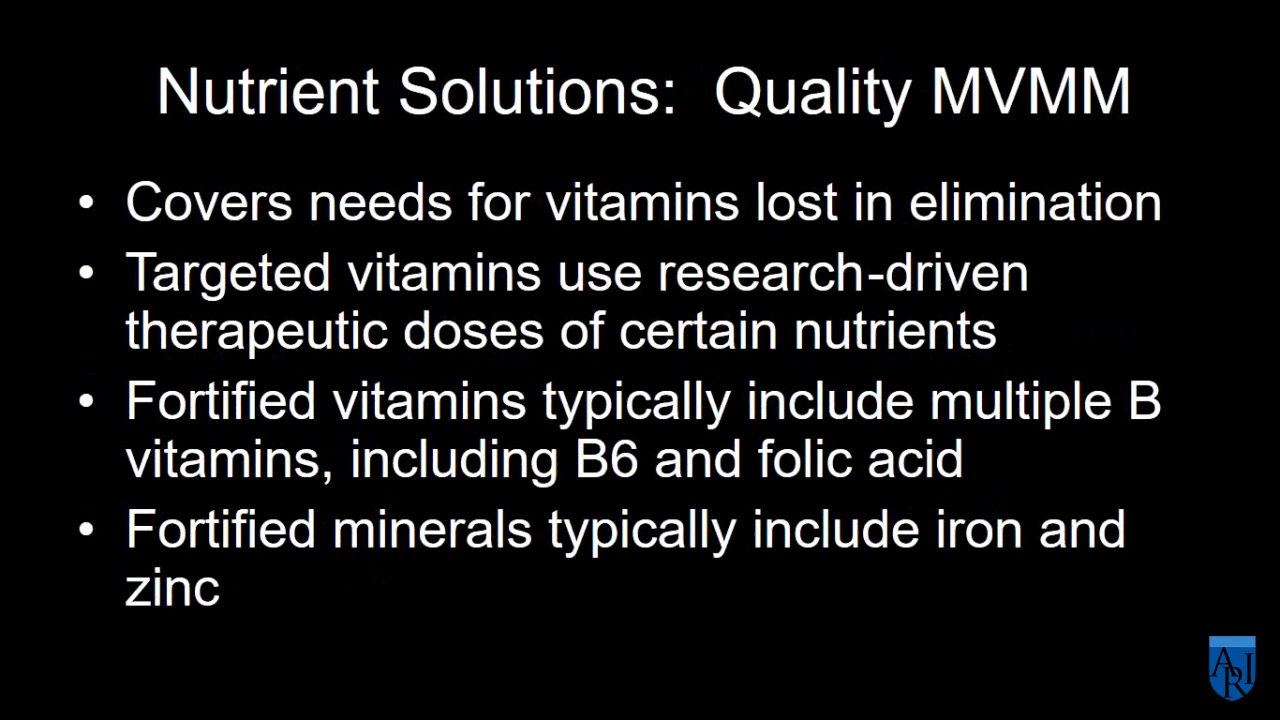 Nutrient Solutions: Quality MVMM
• Covers needs for vitamins lost in elimination
• Targeted vitamins use research-driven
therapeutic doses of certain nutrients
• Fortified vitamins typically include multiple B
vitamins, including B6 and folic acid
• Fortified minerals typically include iron and
zinc
ARI